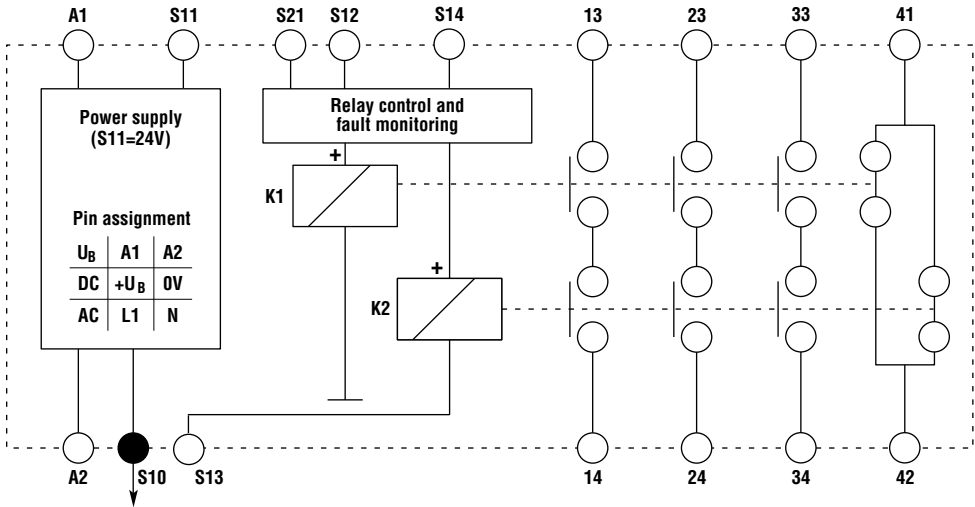 A1 S11 S21 S12 S14 13 23 33 41
Power supply
(S11=24V)
Relay control and
fault monitoring
+
K1
Pin assignment
UB A1 A2
DC +UB 0V
AC L1 N
+
K2
A2 S10 S13 14 24 34 42